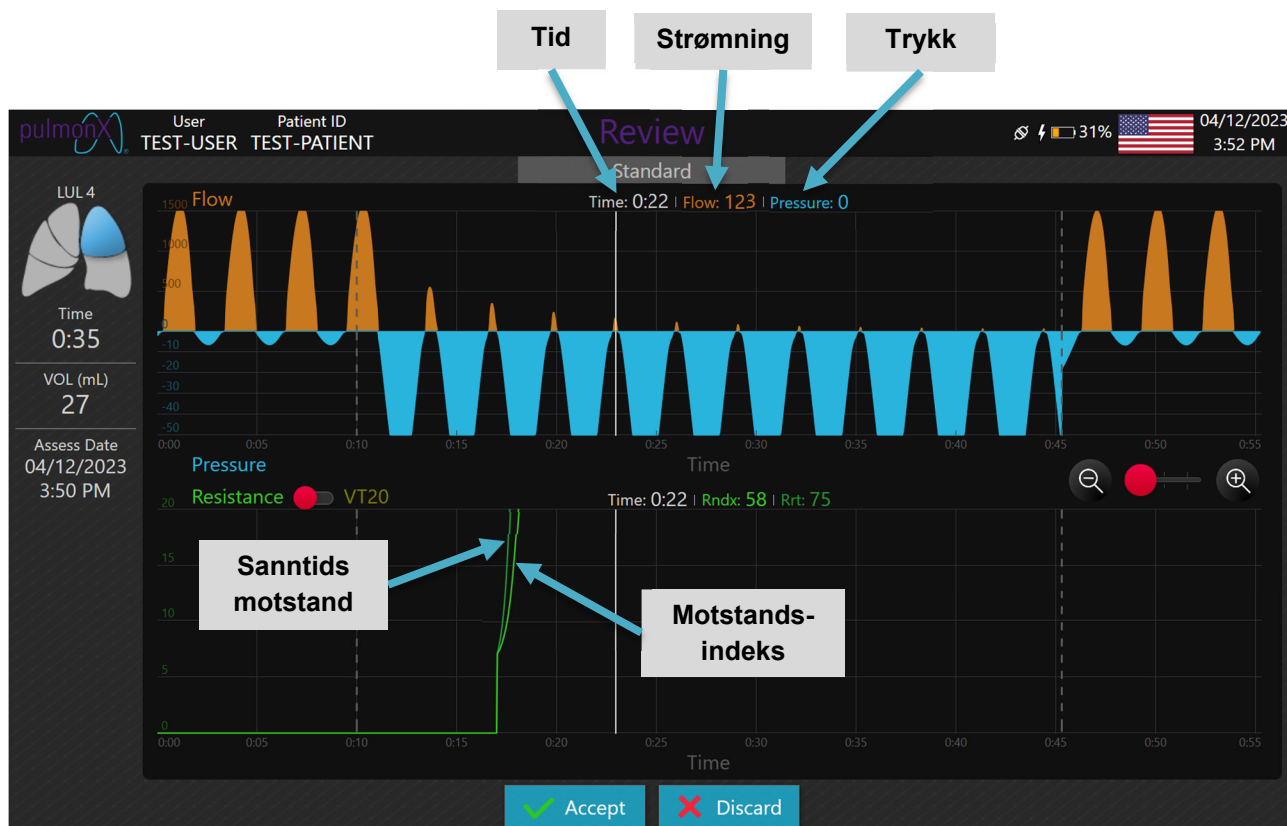 Tid
Strømning
Trykk
pulmonX
User
TEST-USER
Patient ID
TEST-PATIENT
Review
31%
04/12/2023
3:52 PM
Standard
LUL 4
Time
0:35
VOL (mL)
27
Assess Date
04/12/2023
3:50 PM
Flow
Time: 0:22 | Flow: 123 | Pressure: 0
1500
1000
500
0
-10
-20
-30
-40
-50
0:00 0:05 0:10 0:15 0:20 0:25 0:30 0:35 0:40 0:45 0:50 0:55
Time
Pressure
Resistance VT20
Time: 0:22 | Rndx: 58 | Rrt: 75
20
15
10
5
0
Sanntids
motstand
Motstands-
indeks
0:00 0:05 0:10 0:15 0:20 0:25 0:30 0:35 0:40 0:45 0:50 0:55
Time
Accept
Discard